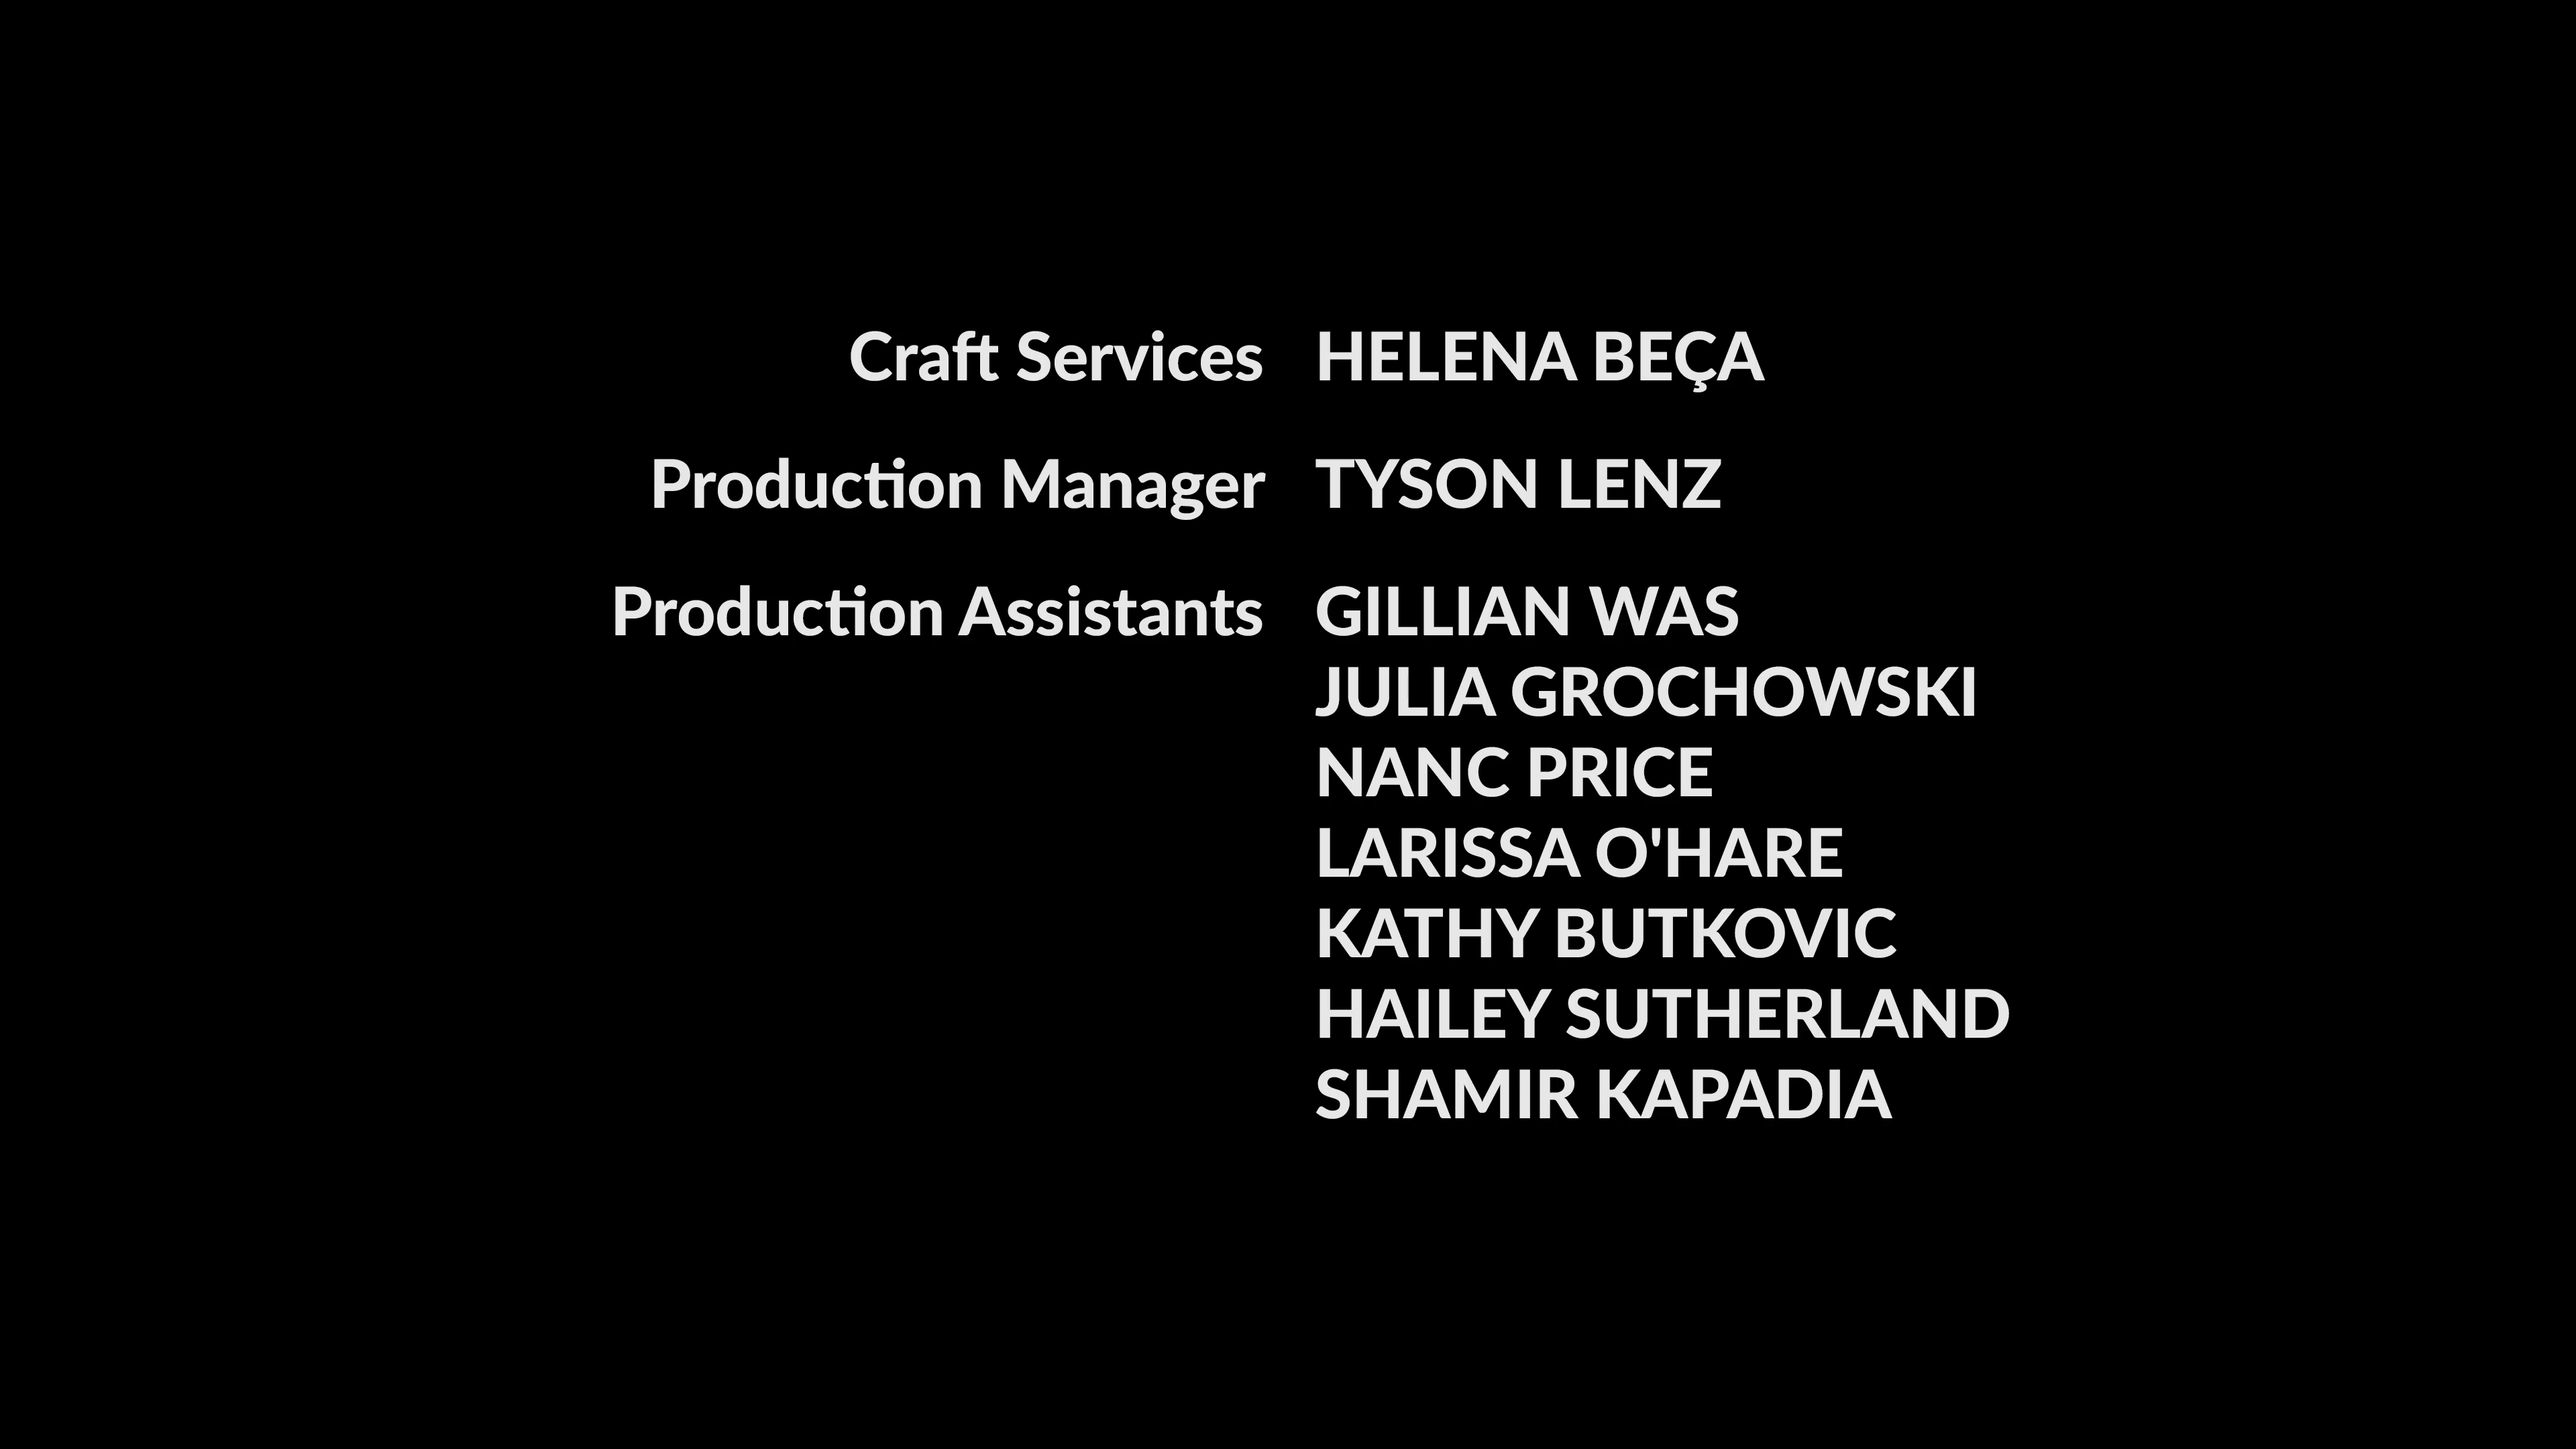 Craft Services HELENA BEÇA
Production Manager TYSON LENZ
Production Assistants GILLIAN WAS
JULIA GROCHOWSKI
NANC PRICE
LARISSA O'HARE
KATHY BUTKOVIC
HAILEY SUTHERLAND
SHAMIR KAPADIA